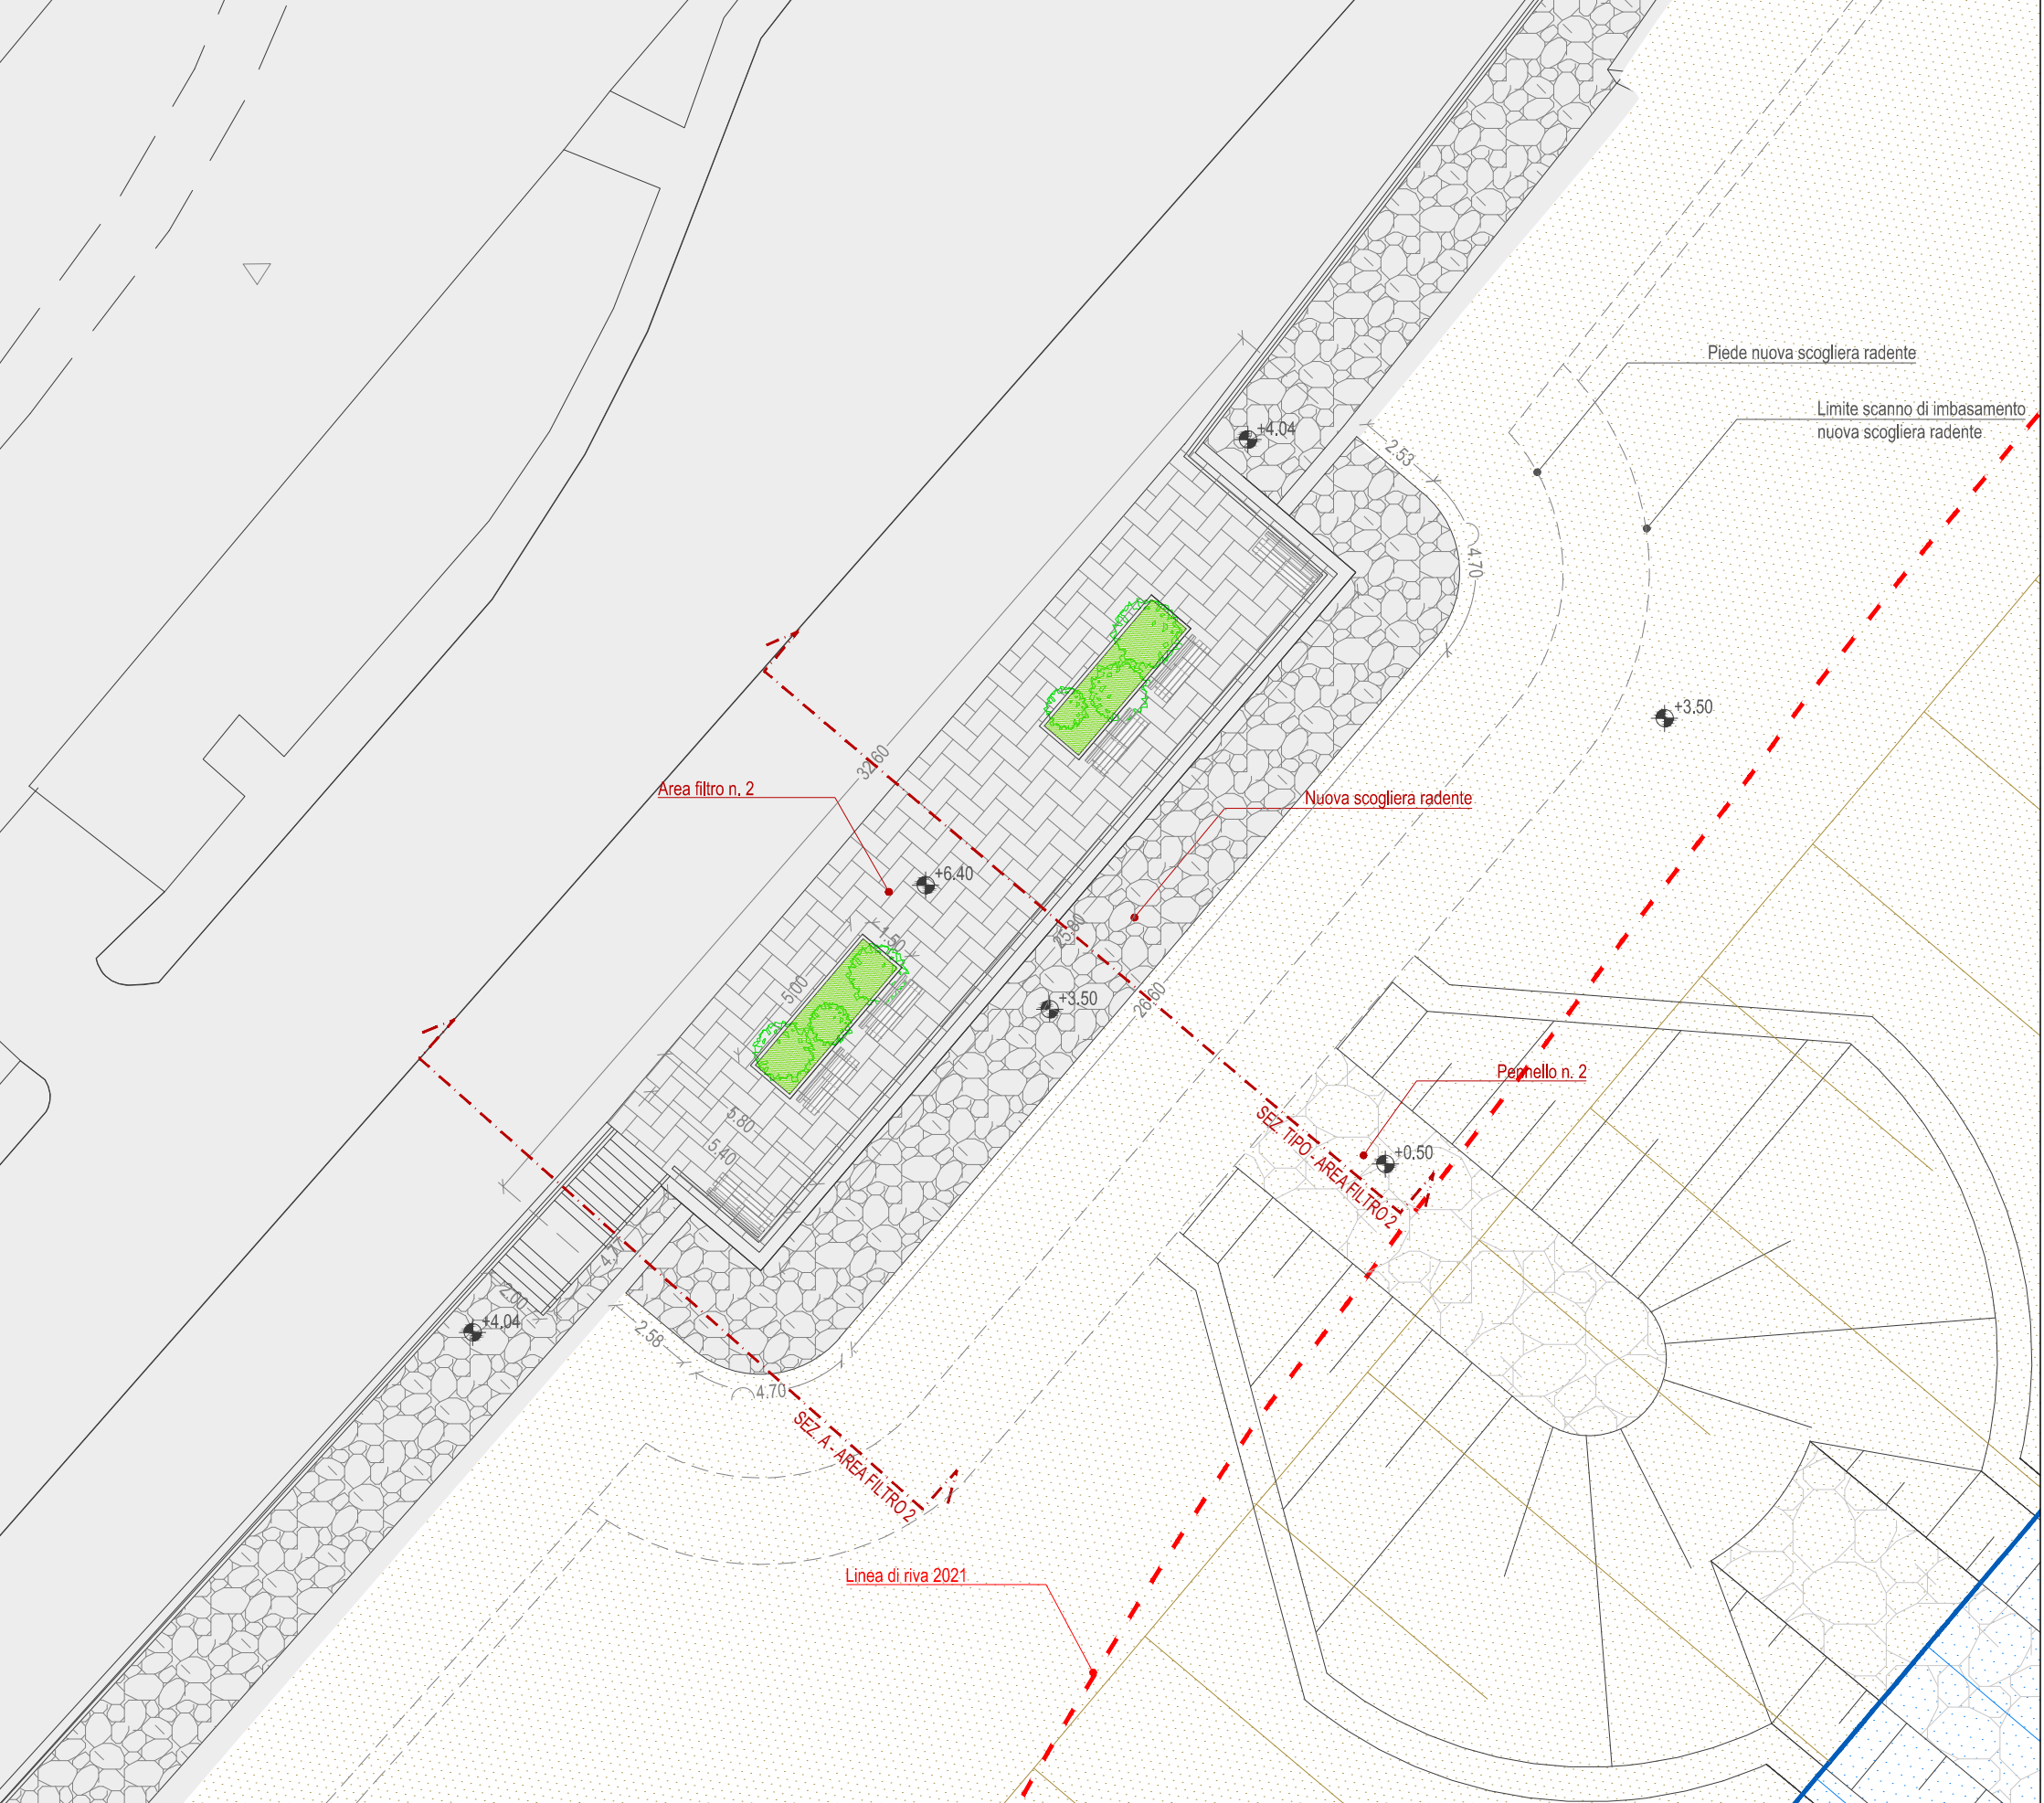 Piede nuova scogliera radente
Limite scanno di imbasamento
nuova scogliera radente
+4.04
2.53
4.70
+3.50
32.60
Area filtro n. 2
Nuova scogliera radente
+6.40
1.50
25.80
5.00
+3.50
26.60
Pennello n. 2
5.80
SEZ. TIPO - AREA FILTRO 2
+0.50
5.40
4.77
2.00
+4.04
2.58
4.70
SEZ. A - AREA FILTRO 2
Linea di riva 2021